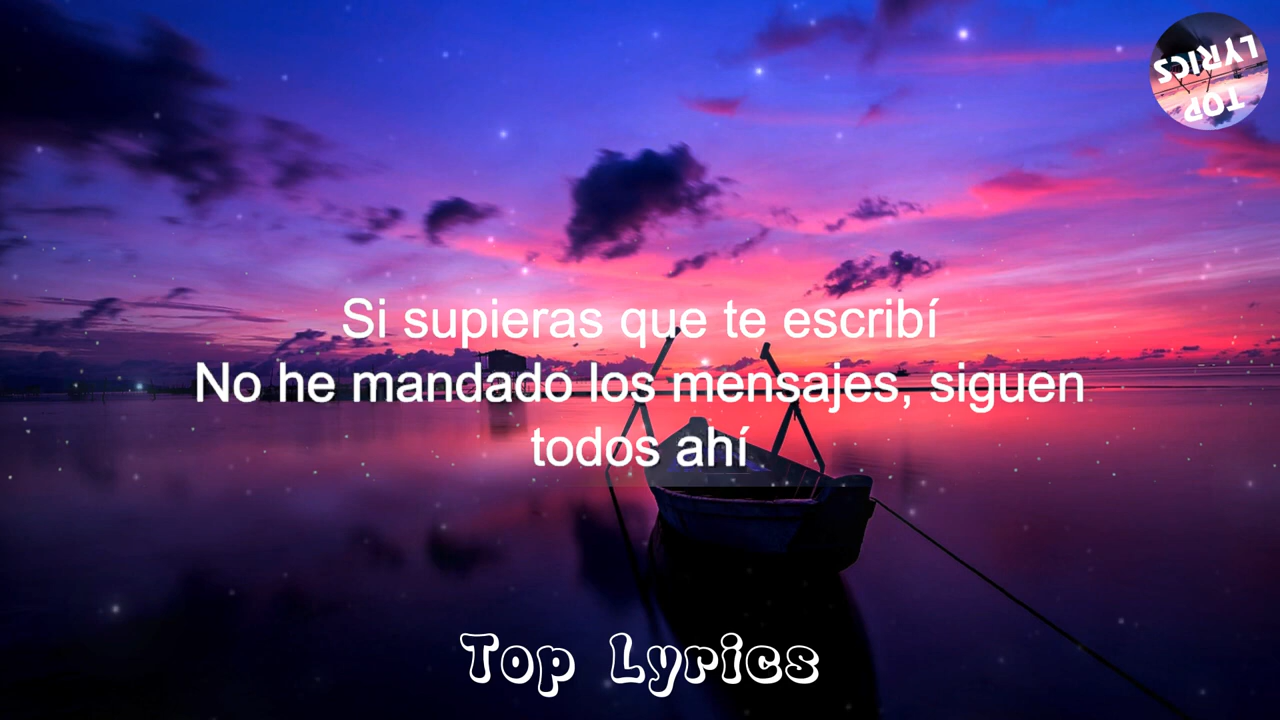 LYRICS
TOP
Si supieras que te escribí
No he mandado los mensajes, siguen
todos ahí
Top Lyrics